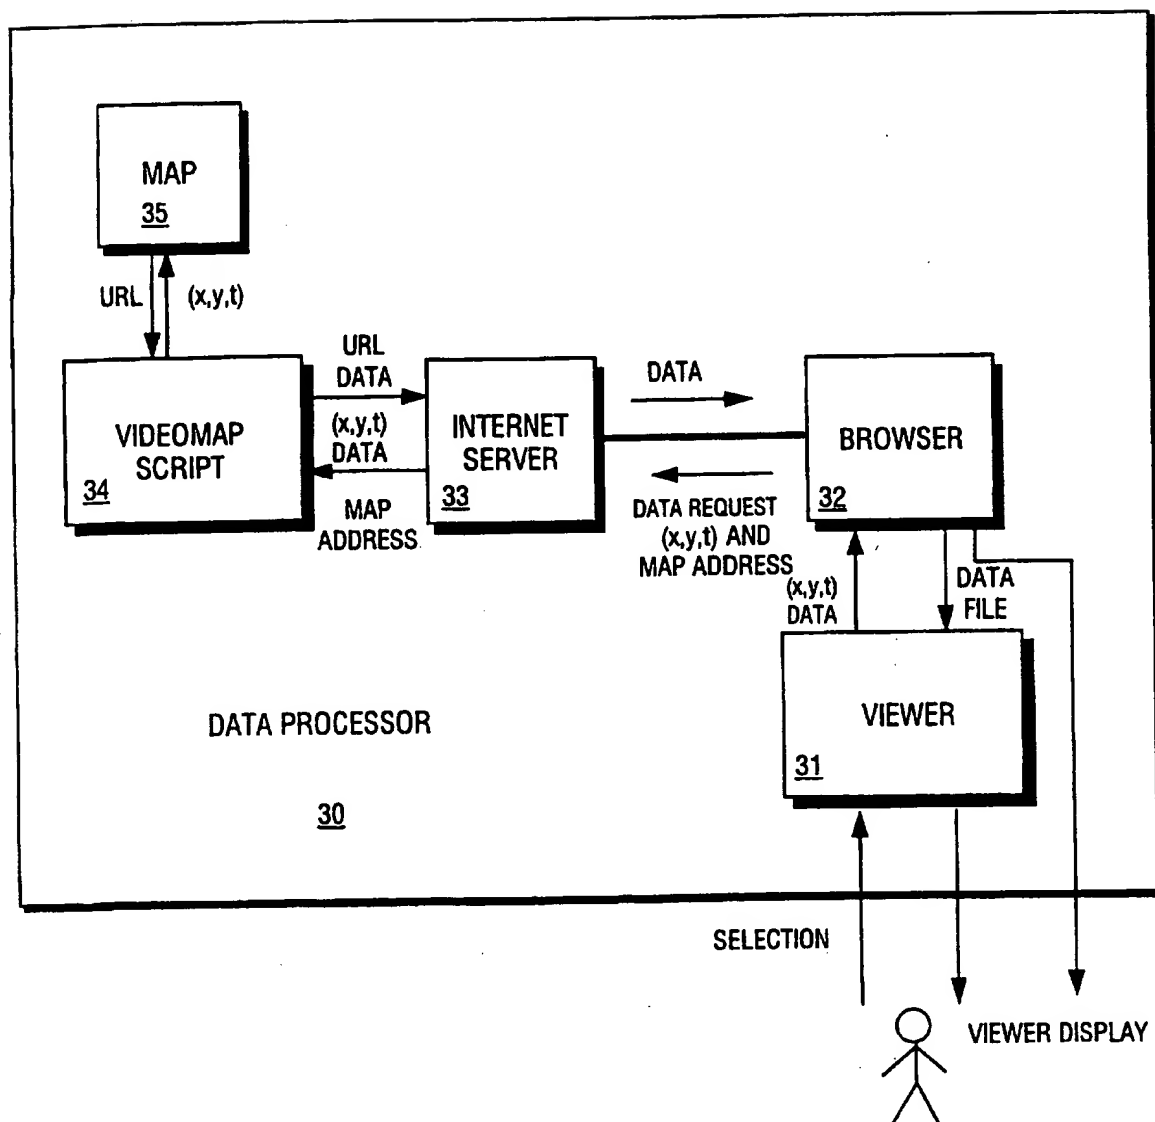 MAP
35
URL
(x,y,t)
URL
DATA
(x,y,t)
DATA
MAP
ADDRESS
VIDEOMAP
SCRIPT
34
INTERNET
SERVER
33
DATA
DATA REQUEST
(x,y,t) AND
MAP ADDRESS
BROWSER
32
(x,y,t)
DATA
DATA
FILE
VIEWER
31
DATA PROCESSOR
30
SELECTION
VIEWER DISPLAY